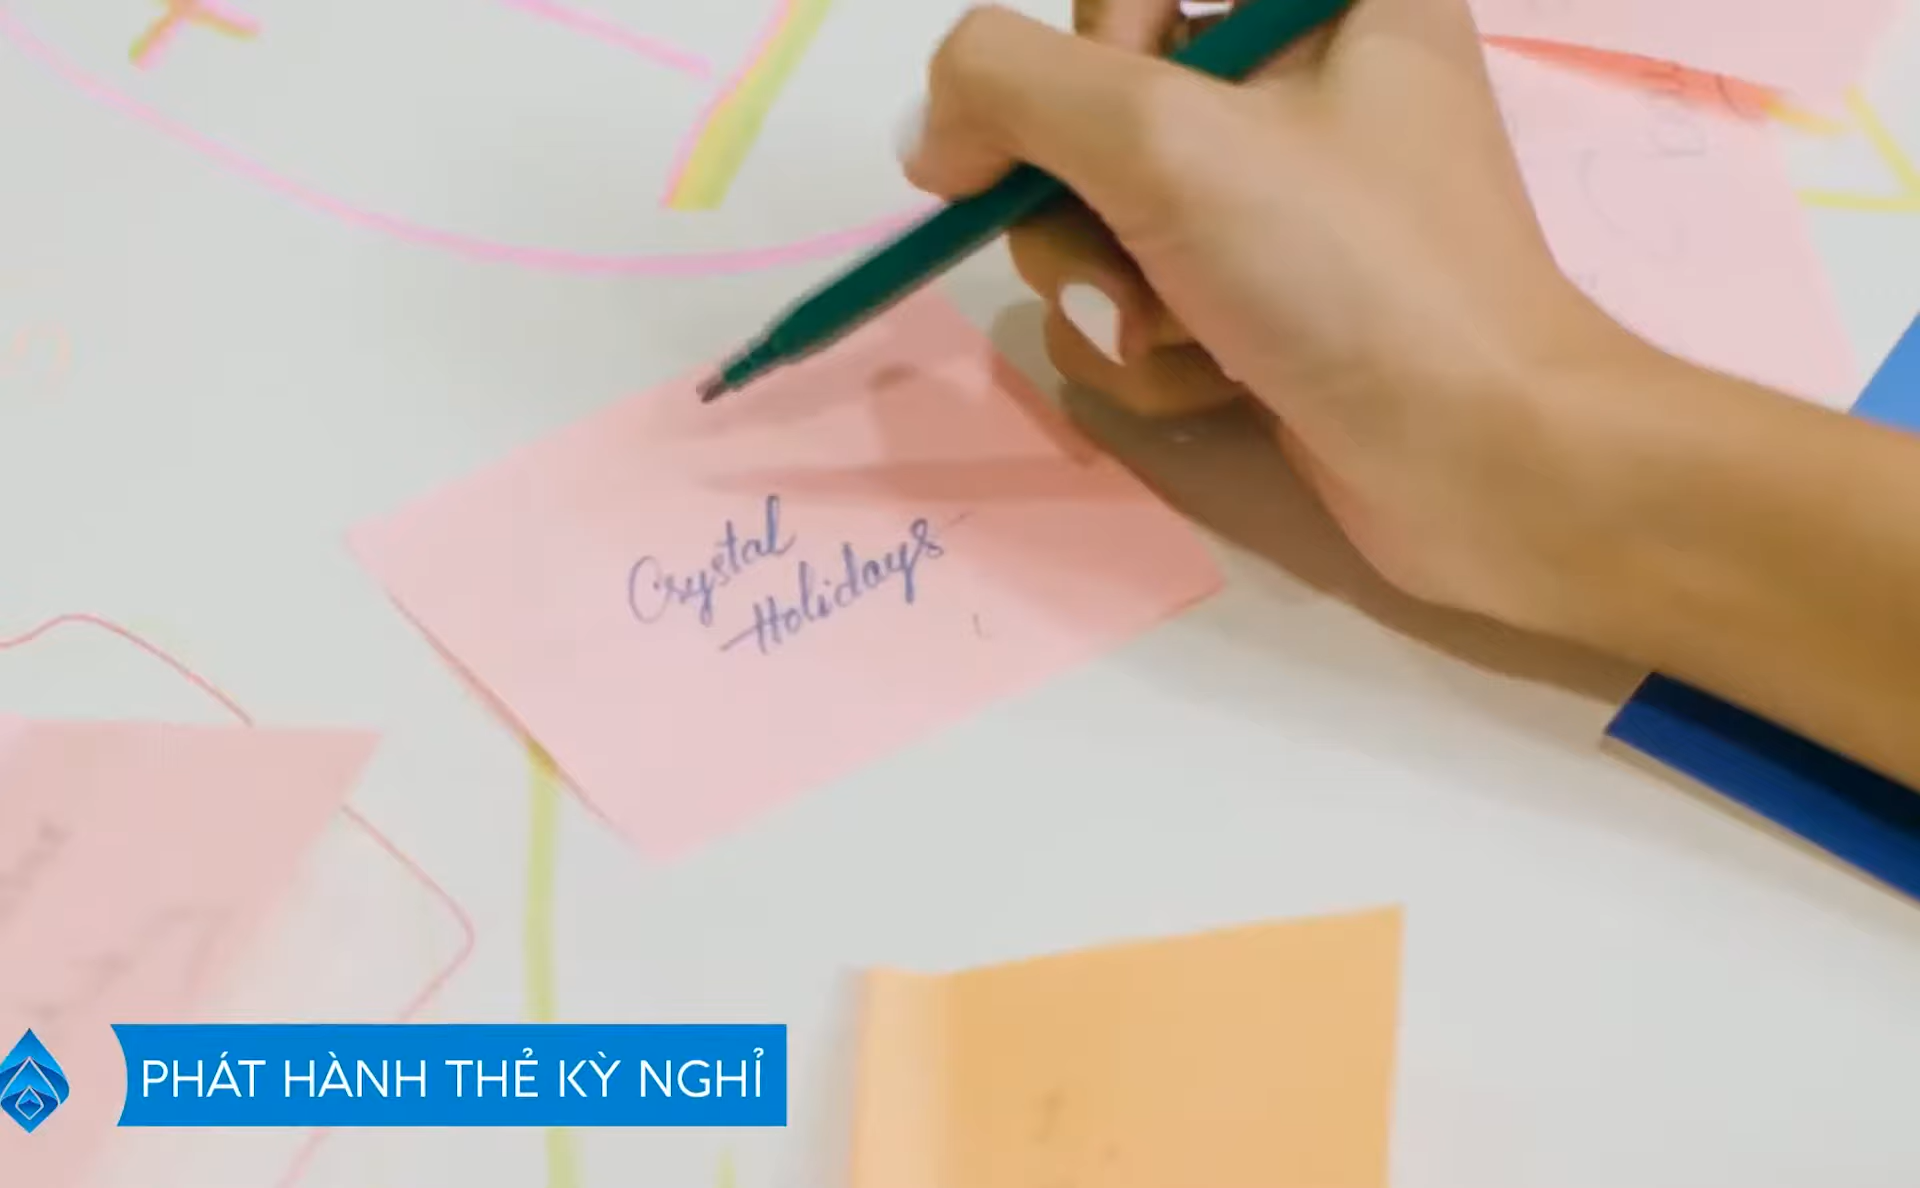 Crystal
Holidays
PHÁT HÀNH THẺ KỲ NGHỈ